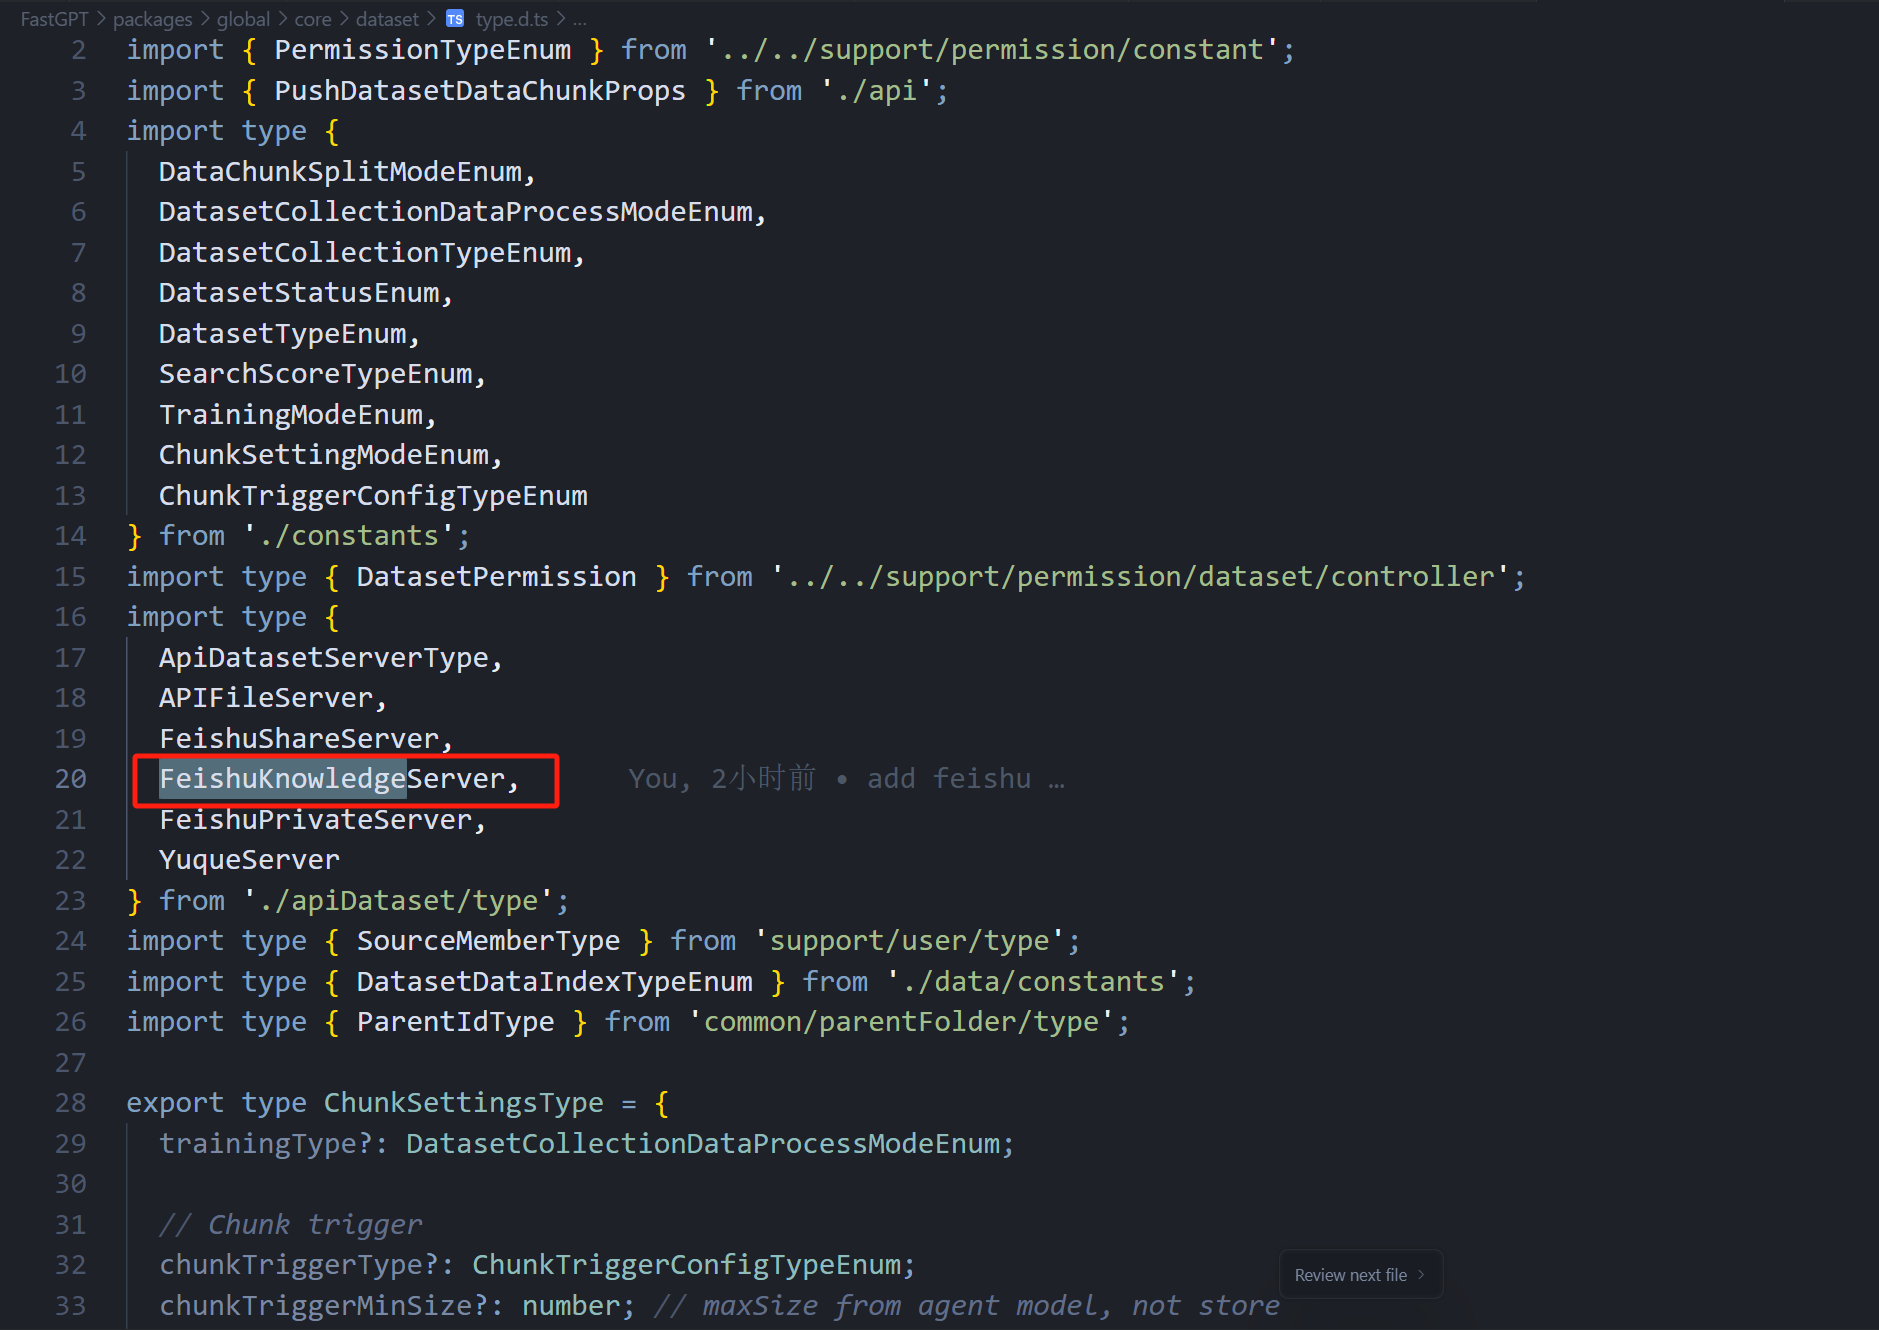 FastGPT > packages > global > core > dataset > TS type.d.ts > ...
2 import { PermissionTypeEnum } from '../../support/permission/constant';
3 import { PushDatasetDataChunkProps } from './api';
4 import type {
5 DataChunkSplitModeEnum,
6 DatasetCollectionDataProcessModeEnum,
7 DatasetCollectionTypeEnum,
8 DatasetStatusEnum,
9 DatasetTypeEnum,
10 SearchScoreTypeEnum,
11 TrainingModeEnum,
12 ChunkSettingModeEnum,
13 ChunkTriggerConfigTypeEnum
14 } from './constants';
15 import type { DatasetPermission } from '../../support/permission/dataset/controller';
16 import type {
17 ApiDatasetServerType,
18 APIFileServer,
19 FeishuShareServer,
20 FeishuKnowledgeServer, You, 2小时前 • add feishu …
21 FeishuPrivateServer,
22 YuqueServer
23 } from './apiDataset/type';
24 import type { SourceMemberType } from 'support/user/type';
25 import type { DatasetDataIndexTypeEnum } from './data/constants';
26 import type { ParentIdType } from 'common/parentFolder/type';
27
28 export type ChunkSettingsType = {
29 trainingType?: DatasetCollectionDataProcessModeEnum;
30
31 // Chunk trigger
32 chunkTriggerType?: ChunkTriggerConfigTypeEnum;
33 chunkTriggerMinSize?: number; // maxSize from agent model, not store
Review next file >